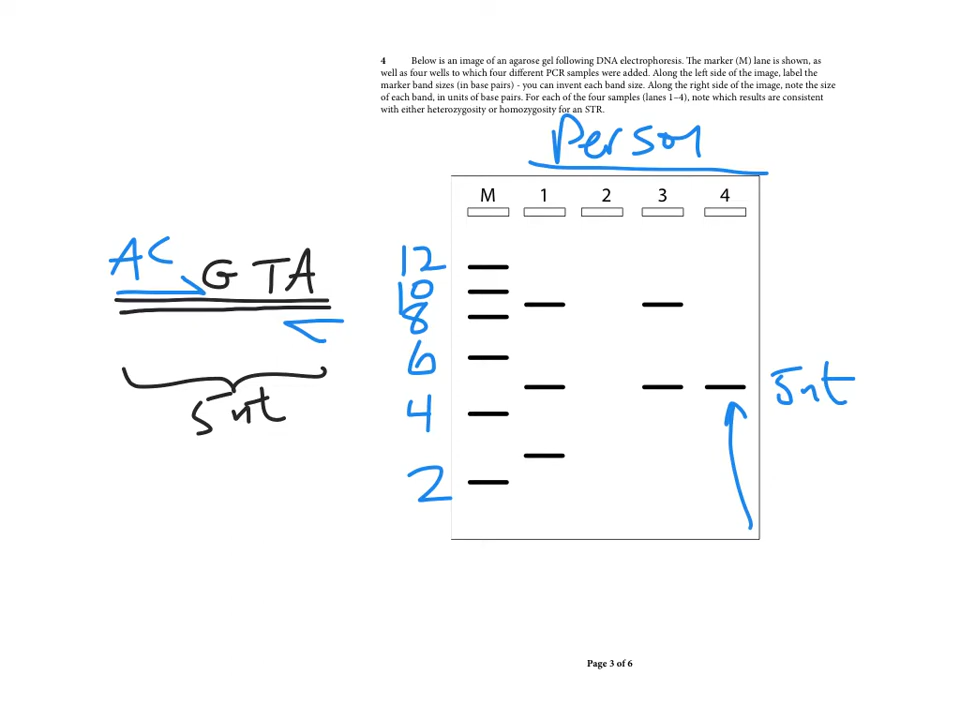 4 Below is an image of an agarose gel following DNA electrophoresis. The marker (M) lane is shown, as
well as four wells to which four different PCR samples were added. Along the left side of the image, label the
marker band sizes (in base pairs) - you can invent each band size. Along the right side of the image, note the size
of each band, in units of base pairs. For each of the four samples (lanes 1–4), note which results are consistent
with either heterozygosity or homozygosity for an STR.
Person
M 1 2 3 4
AC GTA
12
10
8
6
5nt
4
5nt
2
Page 3 of 6